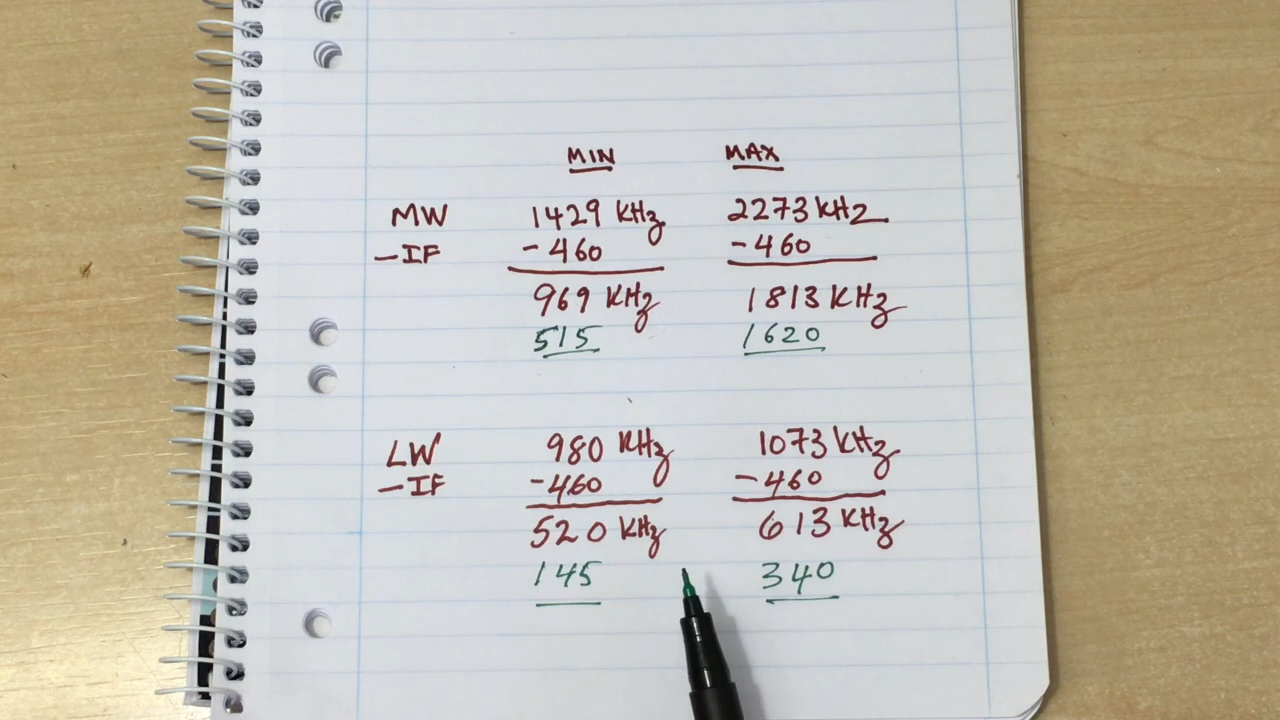 MIN MAX
MW 1429 KHz 2273 KHz
-IF -460 -460
969 KHz 1813 KHz
515 1620
LW 980 KHz 1073 KHz
-IF -460 -460
520 KHz 613 KHz
145 340